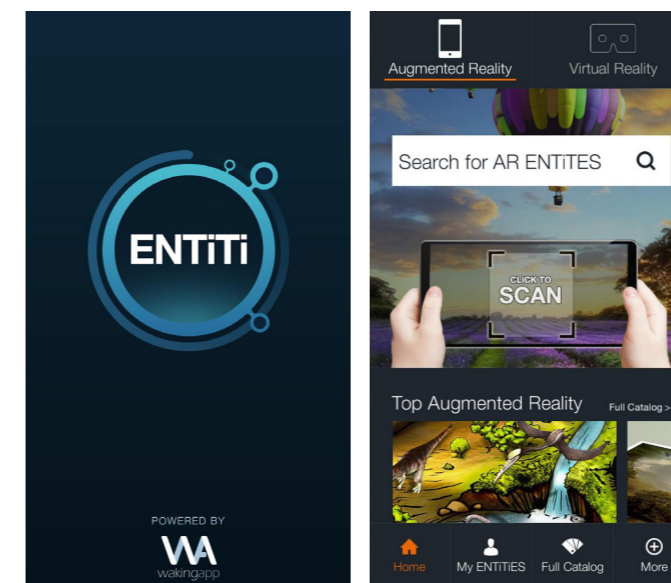 ENTiTi
POWERED BY
WA
wakingapp
Augmented Reality
Virtual Reality
Search for AR ENTiTES
CLICK TO
SCAN
Top Augmented Reality
Full Catalog >
Home
My ENTiTiES
Full Catalog
More